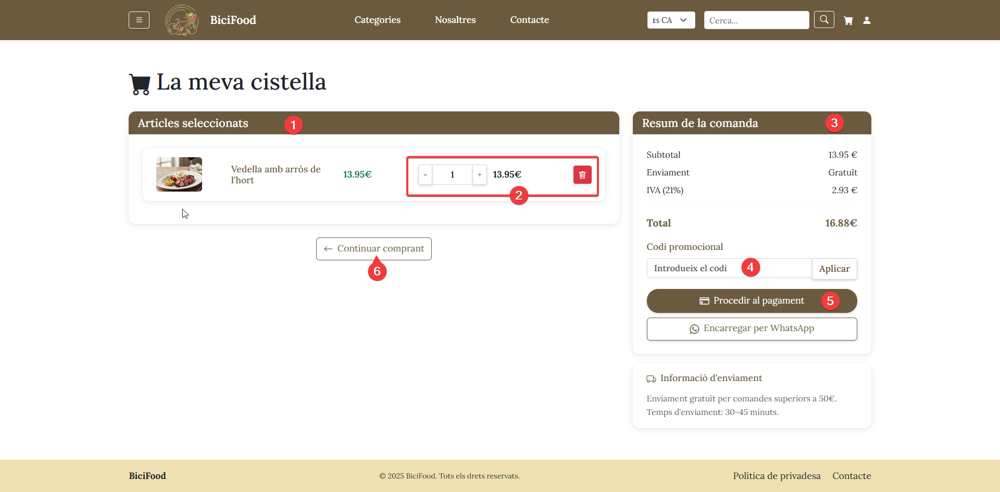 BiciFood
Categories
Nosaltres
Contacte
ES CA
Cerca...
La meva cistella
Articles seleccionats
1
Vedella amb arròs de
l'hort
13.95€
- 1 +
13.95€
2
Continuar comprant
6
Resum de la comanda
3
Subtotal 13.95 €
Enviament Gratuït
IVA (21%) 2.93 €
Total 16.88€
Codi promocional
Introdueix el codi
4
Aplicar
Procedir al pagament
5
Encarregar per WhatsApp
Informació d'enviament
Enviament gratuït per comandes superiors a 50€.
Temps d'enviament: 30-45 minuts.
BiciFood
© 2025 BiciFood. Tots els drets reservats.
Política de privadesa
Contacte